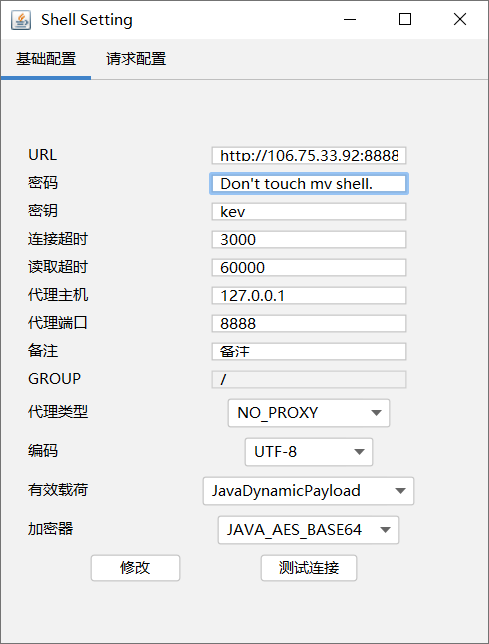 Shell Setting
基础配置 请求配置
URL http://106.75.33.92:8888
密码 Don't touch my shell.
密钥 key
连接超时 3000
读取超时 60000
代理主机 127.0.0.1
代理端口 8888
备注 备注
GROUP /
代理类型 NO_PROXY
编码 UTF-8
有效载荷 JavaDynamicPayload
加密器 JAVA_AES_BASE64
修改 测试连接